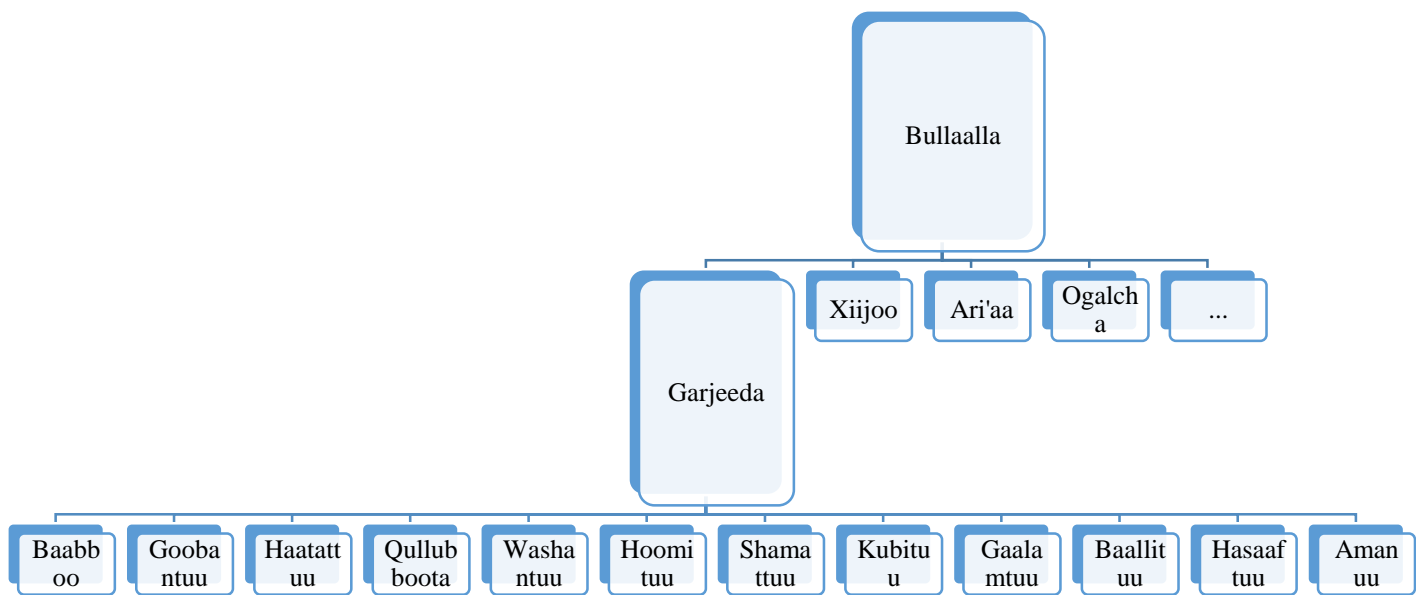 Bullaalla
Garjeeda
Xiijoo
Ari'aa
Ogalch
a
...
Baabb
oo
Gooba
ntuu
Haatatt
uu
Qullub
boota
Washa
ntuu
Hoomi
tuu
Shama
ttuu
Kubitu
u
Gaala
mtuu
Baallit
uu
Hasaaf
tuu
Aman
uu